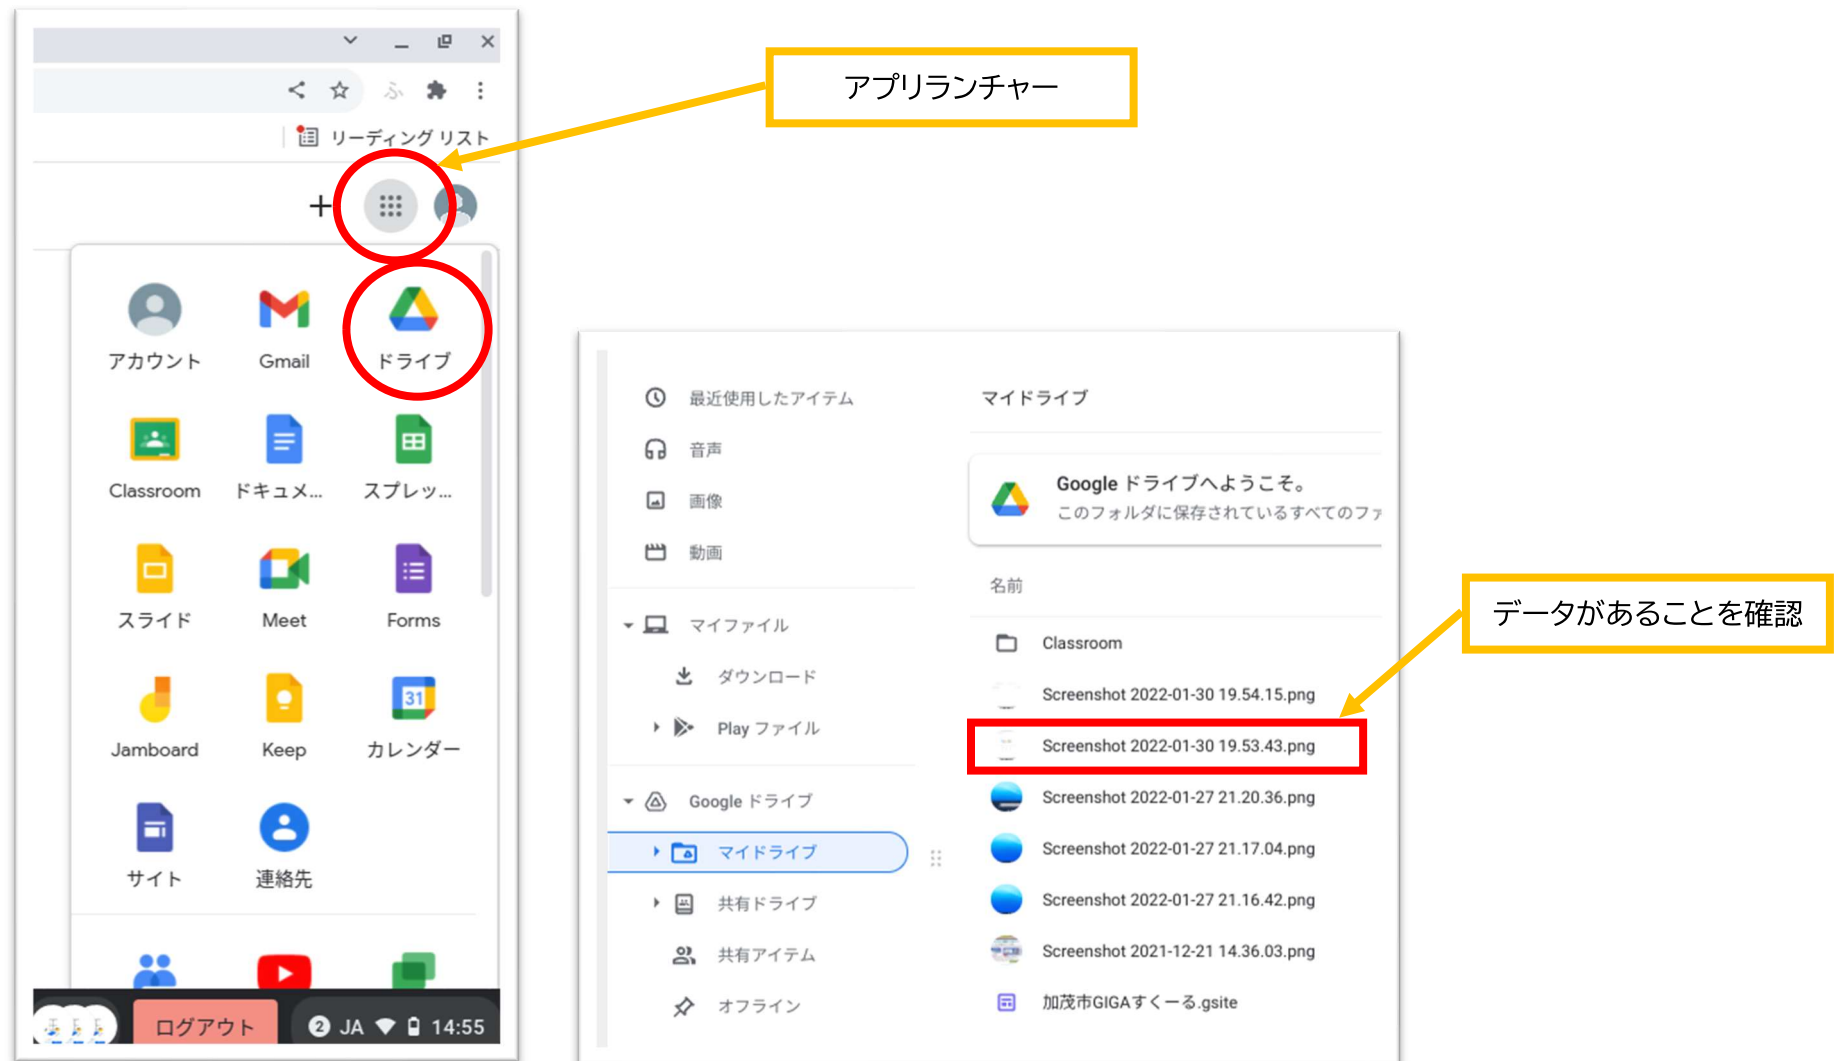 アプリランチャー
リーディング リスト
アカウント
Gmail
ドライブ
Classroom
ドキュメ...
スプレッ...
スライド
Meet
Forms
Jamboard
Keep
31
カレンダー
サイト
連絡先
ログアウト
2 JA 14:55
最近使用したアイテム
音声
画像
動画
マイファイル
ダウンロード
Play ファイル
Google ドライブ
マイドライブ
共有ドライブ
共有アイテム
オフライン
マイドライブ
Google ドライブへようこそ。
このフォルダに保存されているすべてのファ
名前
Classroom
Screenshot 2022-01-30 19.54.15.png
Screenshot 2022-01-30 19.53.43.png
Screenshot 2022-01-27 21.20.36.png
Screenshot 2022-01-27 21.17.04.png
Screenshot 2022-01-27 21.16.42.png
Screenshot 2021-12-21 14.36.03.png
加茂市GIGAすくーる.gsite
データがあることを確認